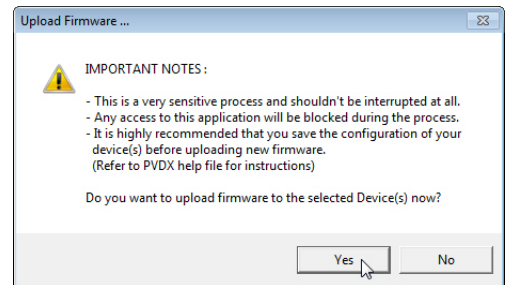 Upload Firmware ...
IMPORTANT NOTES :
- This is a very sensitive process and shouldn't be interrupted at all.
- Any access to this application will be blocked during the process.
- It is highly recommended that you save the configuration of your
device(s) before uploading new firmware.
(Refer to PVDX help file for instructions)
Do you want to upload firmware to the selected Device(s) now?
Yes
No